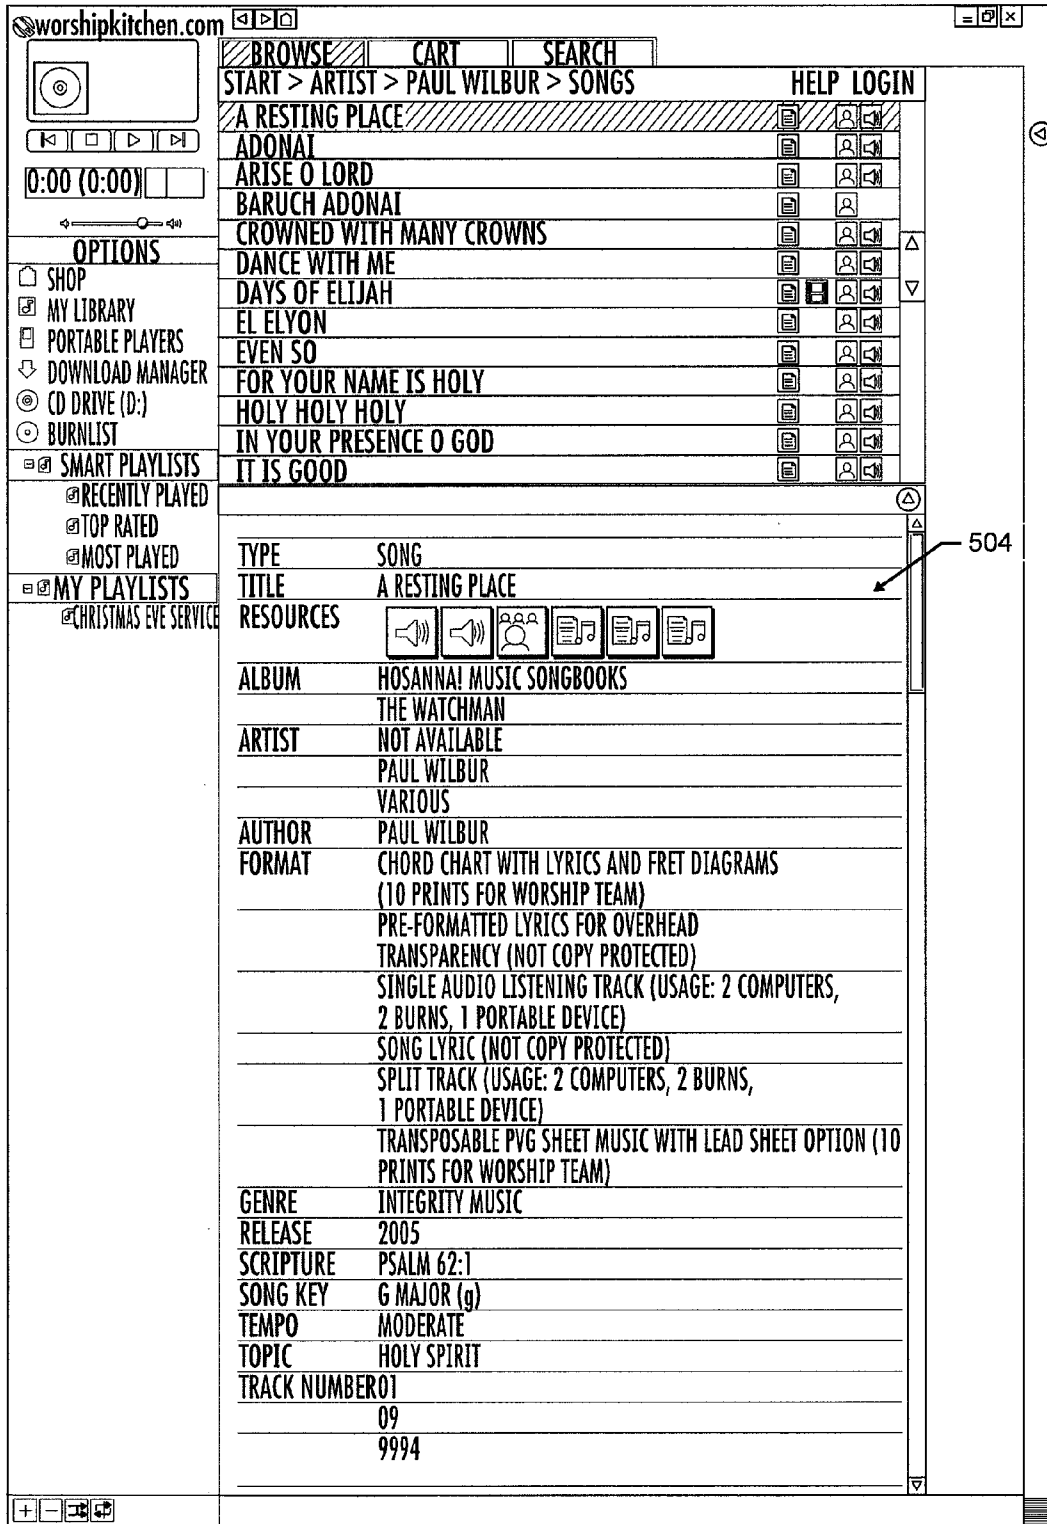 worshipkitchen.com
BROWSE CART SEARCH
START > ARTIST > PAUL WILBUR > SONGS HELP LOGIN
A RESTING PLACE
ADONAI
ARISE O LORD
BARUCH ADONAI
CROWNED WITH MANY CROWNS
DANCE WITH ME
DAYS OF ELIJAH
EL ELYON
EVEN SO
FOR YOUR NAME IS HOLY
HOLY HOLY HOLY
IN YOUR PRESENCE O GOD
IT IS GOOD
0:00 (0:00)
OPTIONS
SHOP
MY LIBRARY
PORTABLE PLAYERS
DOWNLOAD MANAGER
CD DRIVE (D:)
BURNLIST
SMART PLAYLISTS
RECENTLY PLAYED
TOP RATED
MOST PLAYED
MY PLAYLISTS
CHRISTMAS EVE SERVICE
504
TYPE SONG
TITLE A RESTING PLACE
RESOURCES
ALBUM HOSANNA! MUSIC SONGBOOKS
THE WATCHMAN
ARTIST NOT AVAILABLE
PAUL WILBUR
VARIOUS
AUTHOR PAUL WILBUR
FORMAT CHORD CHART WITH LYRICS AND FRET DIAGRAMS
(10 PRINTS FOR WORSHIP TEAM)
PRE-FORMATTED LYRICS FOR OVERHEAD
TRANSPARENCY (NOT COPY PROTECTED)
SINGLE AUDIO LISTENING TRACK (USAGE: 2 COMPUTERS,
2 BURNS, 1 PORTABLE DEVICE)
SONG LYRIC (NOT COPY PROTECTED)
SPLIT TRACK (USAGE: 2 COMPUTERS, 2 BURNS,
1 PORTABLE DEVICE)
TRANSPOSABLE PVG SHEET MUSIC WITH LEAD SHEET OPTION (10
PRINTS FOR WORSHIP TEAM)
GENRE INTEGRITY MUSIC
RELEASE 2005
SCRIPTURE PSALM 62:1
SONG KEY G MAJOR (g)
TEMPO MODERATE
TOPIC HOLY SPIRIT
TRACK NUMBER 01
09
9994